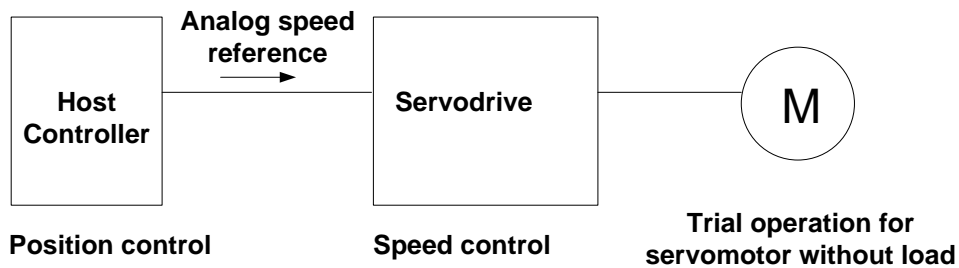 Analog speed
reference
Host
Controller
Servodrive
M
Position control
Speed control
Trial operation for
servomotor without load